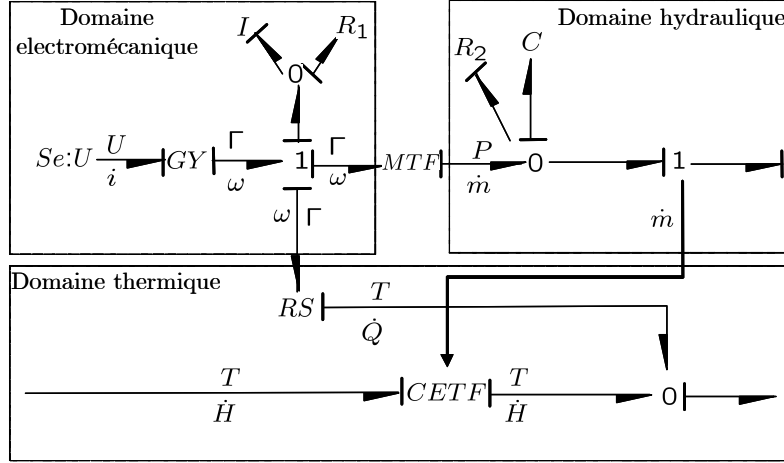 Domaine
electromécanique
Domaine hydraulique
I
R₁
R₂
C
0
Se:U
U
i
GY
Γ
ω
1
Γ
ω
MTF
P
ṁ
0
1
ω
Γ
ṁ
Domaine thermique
RS
T
Q̇
T
Ḣ
CETF
T
Ḣ
0